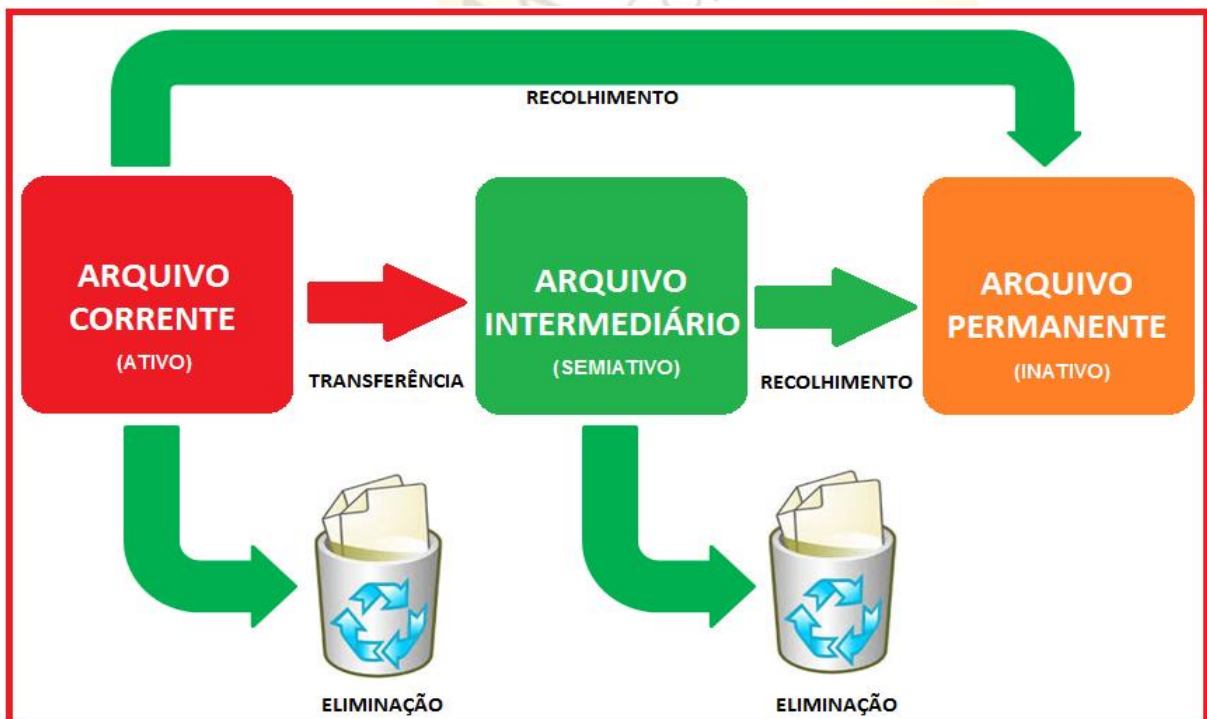 RECOLHIMENTO
ARQUIVO
CORRENTE
(ATIVO)
TRANSFERÊNCIA
ARQUIVO
INTERMEDIÁRIO
(SEMIATIVO)
RECOLHIMENTO
ARQUIVO
PERMANENTE
(INATIVO)
ELIMINAÇÃO
ELIMINAÇÃO